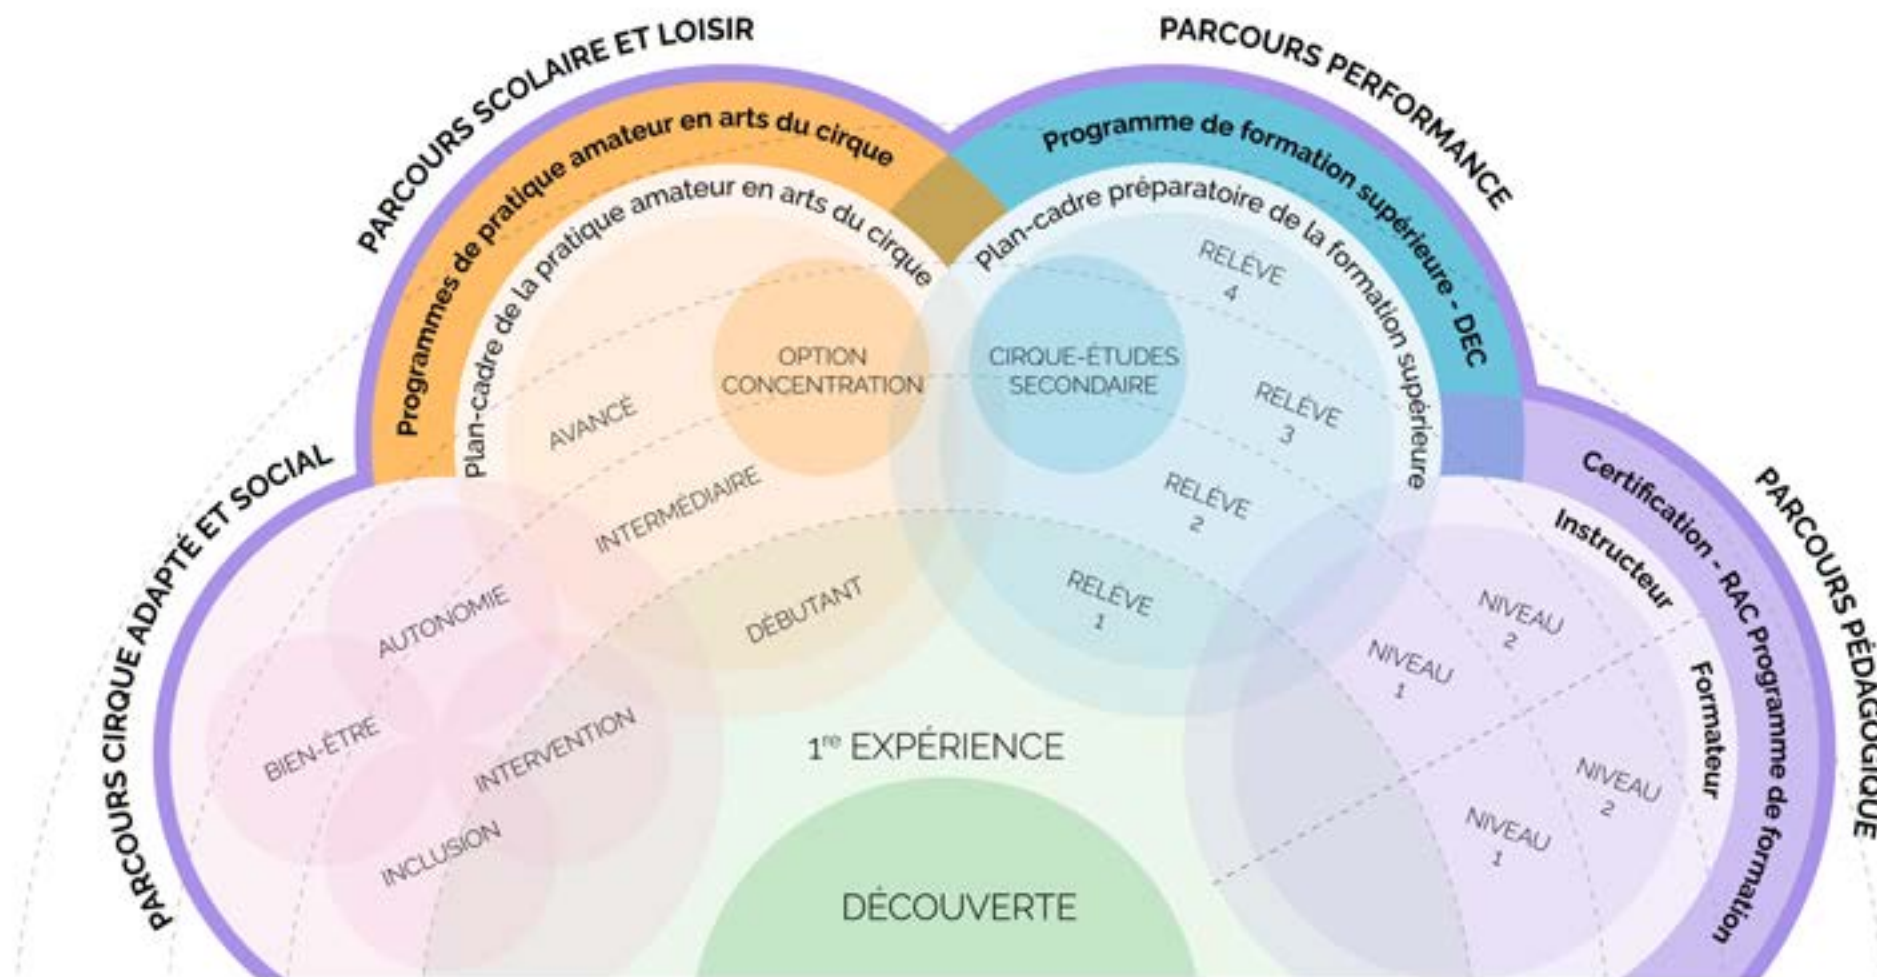 PARCOURS SCOLAIRE ET LOISIR
Programmes de pratique amateur en arts du cirque
Plan-cadre de la pratique amateur en arts du cirque
OPTION
CONCENTRATION
AVANCÉ
INTERMÉDIAIRE
DÉBUTANT
PARCOURS PERFORMANCE
Programme de formation supérieure - DEC
Plan-cadre préparatoire de la formation supérieure
CIRQUE-ÉTUDES
SECONDAIRE
RELÈVE
4
RELÈVE
3
RELÈVE
2
RELÈVE
1
PARCOURS CIRQUE ADAPTÉ ET SOCIAL
AUTONOMIE
BIEN-ÊTRE
INTERVENTION
INCLUSION
PARCOURS PÉDAGOGIQUE
Certification - RAC Programme de formation
Instructeur
Formateur
NIVEAU
2
NIVEAU
1
NIVEAU
2
NIVEAU
1
1re EXPÉRIENCE
DÉCOUVERTE